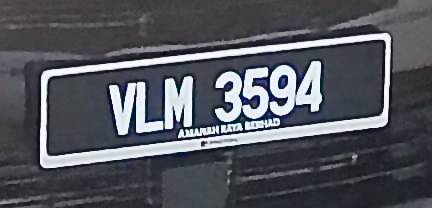 VLM 3594
AMANAH RAYA BERHAD